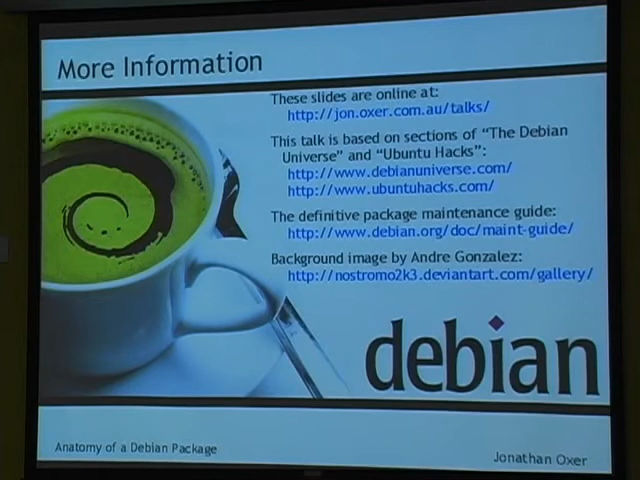 More Information
These slides are online at:
http://jon.oxer.com.au/talks/
This talk is based on sections of "The Debian
Universe" and "Ubuntu Hacks":
http://www.debianuniverse.com/
http://www.ubuntuhacks.com/
The definitive package maintenance guide:
http://www.debian.org/doc/maint-guide/
Background image by Andre Gonzalez:
http://nostromo2k3.deviantart.com/gallery/
debian
Anatomy of a Debian Package
Jonathan Oxer